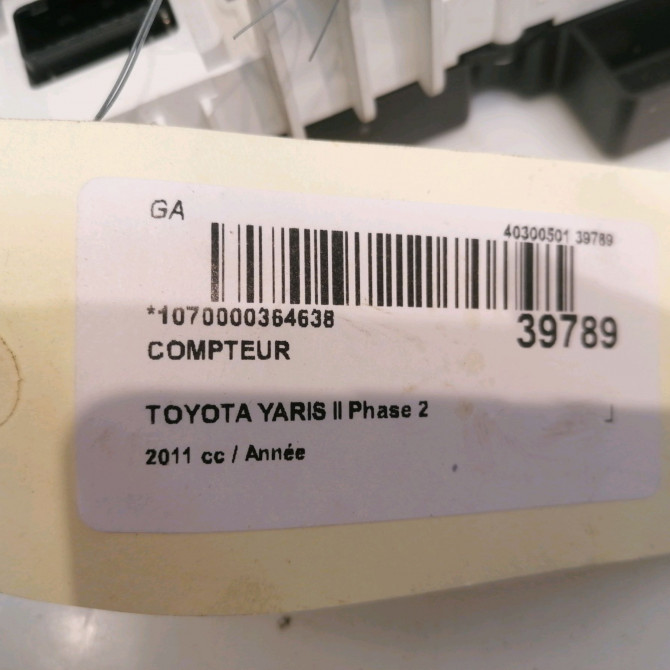 GA
40300501 39789
*1070000364638
39789
COMPTEUR
TOYOTA YARIS II Phase 2
2011 cc / Année